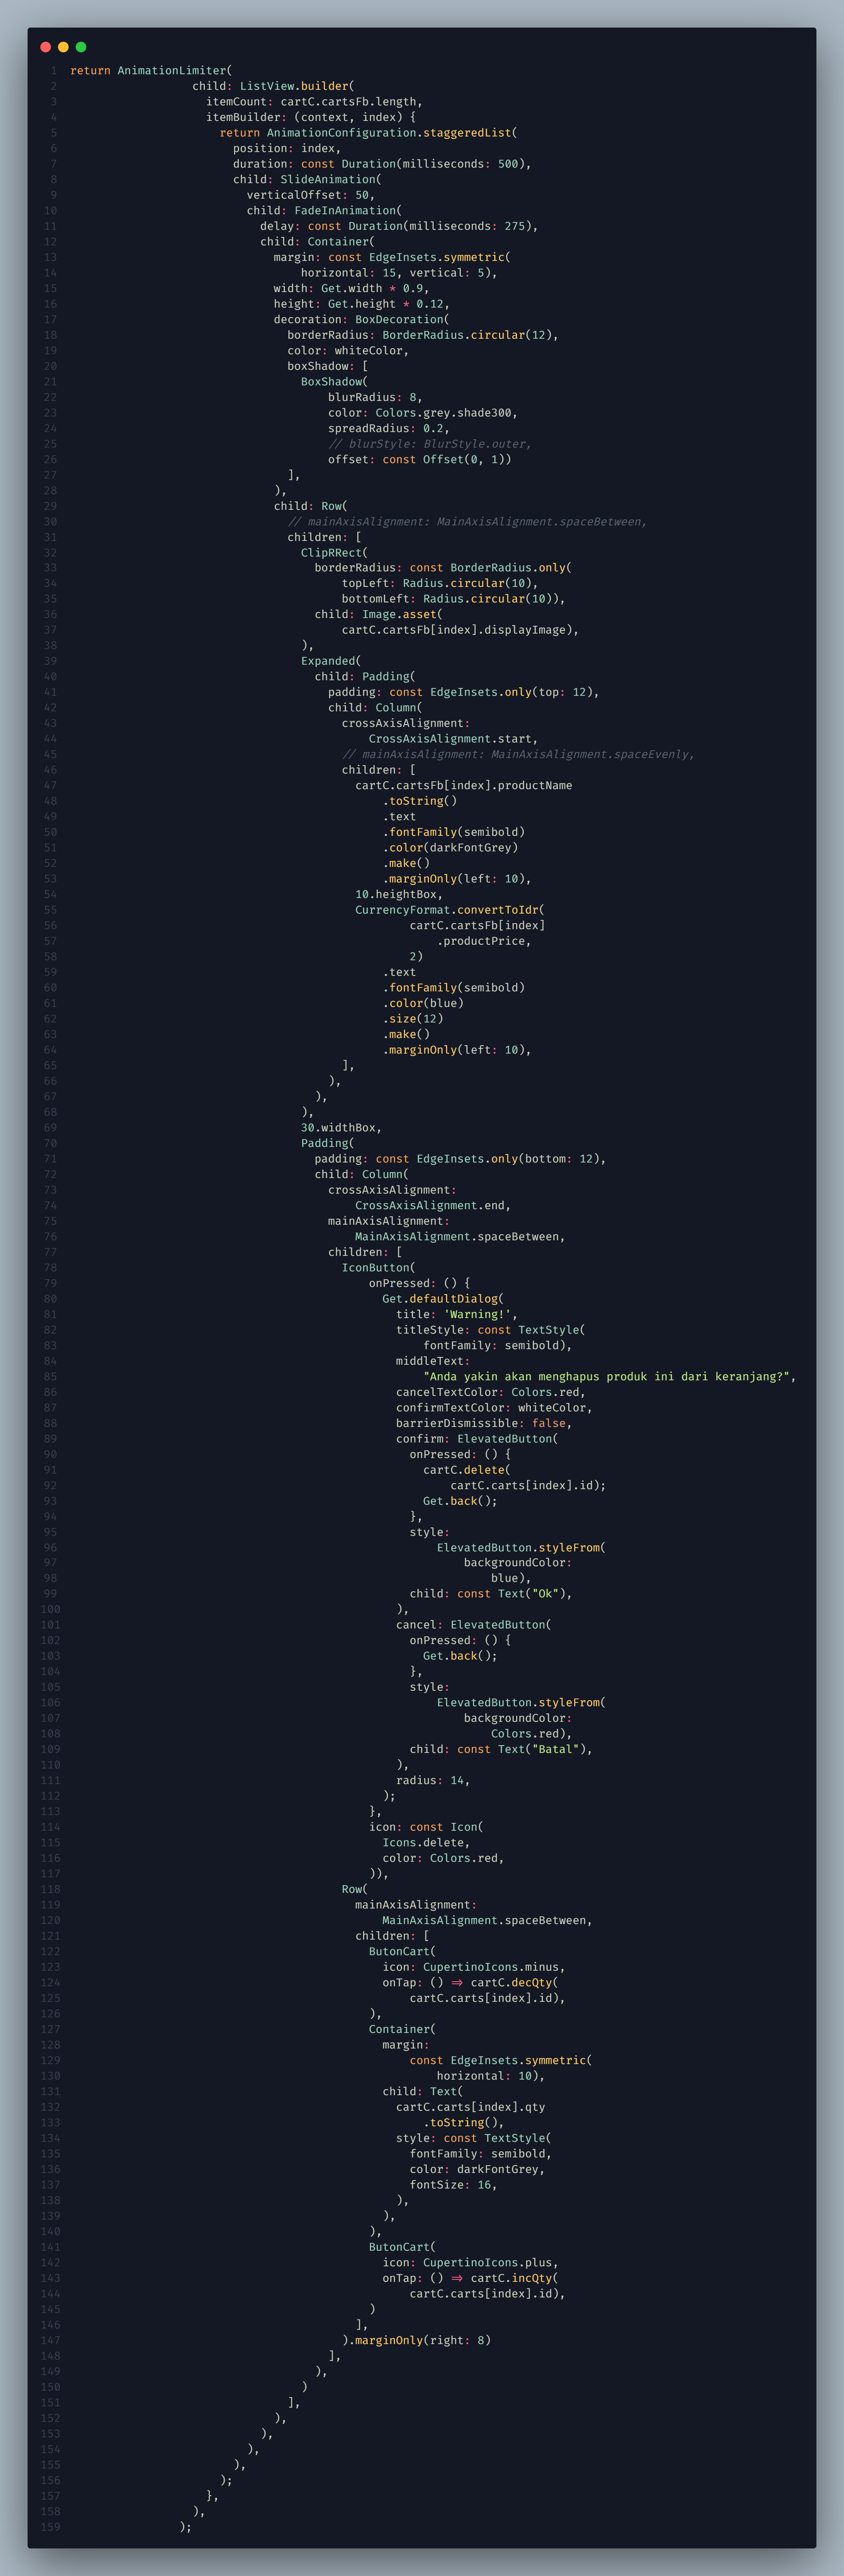 1 return AnimationLimiter(
2 child: ListView.builder(
3 itemCount: cartC.cartsFb.length,
4 itemBuilder: (context, index) {
5 return AnimationConfiguration.staggeredList(
6 position: index,
7 duration: const Duration(milliseconds: 500),
8 child: SlideAnimation(
9 verticalOffset: 50,
10 child: FadeInAnimation(
11 delay: const Duration(milliseconds: 275),
12 child: Container(
13 margin: const EdgeInsets.symmetric(
14 horizontal: 15, vertical: 5),
15 width: Get.width * 0.9,
16 height: Get.height * 0.12,
17 decoration: BoxDecoration(
18 borderRadius: BorderRadius.circular(12),
19 color: whiteColor,
20 boxShadow: [
21 BoxShadow(
22 blurRadius: 8,
23 color: Colors.grey.shade300,
24 spreadRadius: 0.2,
25 // blurStyle: BlurStyle.outer,
26 offset: const Offset(0, 1))
27 ],
28 ),
29 child: Row(
30 // mainAxisAlignment: MainAxisAlignment.spaceBetween,
31 children: [
32 ClipRRect(
33 borderRadius: const BorderRadius.only(
34 topLeft: Radius.circular(10),
35 bottomLeft: Radius.circular(10)),
36 child: Image.asset(
37 cartC.cartsFb[index].displayImage),
38 ),
39 Expanded(
40 child: Padding(
41 padding: const EdgeInsets.only(top: 12),
42 child: Column(
43 crossAxisAlignment:
44 CrossAxisAlignment.start,
45 // mainAxisAlignment: MainAxisAlignment.spaceEvenly,
46 children: [
47 cartC.cartsFb[index].productName
48 .toString()
49 .text
50 .fontFamily(semibold)
51 .color(darkFontGrey)
52 .make()
53 .marginOnly(left: 10),
54 10.heightBox,
55 CurrencyFormat.convertToIdr(
56 cartC.cartsFb[index]
57 .productPrice,
58 2)
59 .text
60 .fontFamily(semibold)
61 .color(blue)
62 .size(12)
63 .make()
64 .marginOnly(left: 10),
65 ],
66 ),
67 ),
68 ),
69 30.widthBox,
70 Padding(
71 padding: const EdgeInsets.only(bottom: 12),
72 child: Column(
73 crossAxisAlignment:
74 CrossAxisAlignment.end,
75 mainAxisAlignment:
76 MainAxisAlignment.spaceBetween,
77 children: [
78 IconButton(
79 onPressed: () {
80 Get.defaultDialog(
81 title: 'Warning!',
82 titleStyle: const TextStyle(
83 fontFamily: semibold),
84 middleText:
85 "Anda yakin akan menghapus produk ini dari keranjang?",
86 cancelTextColor: Colors.red,
87 confirmTextColor: whiteColor,
88 barrierDismissible: false,
89 confirm: ElevatedButton(
90 onPressed: () {
91 cartC.delete(
92 cartC.carts[index].id);
93 Get.back();
94 },
95 style:
96 ElevatedButton.styleFrom(
97 backgroundColor:
98 blue),
99 child: const Text("Ok"),
100 ),
101 cancel: ElevatedButton(
102 onPressed: () {
103 Get.back();
104 },
105 style:
106 ElevatedButton.styleFrom(
107 backgroundColor:
108 Colors.red),
109 child: const Text("Batal"),
110 ),
111 radius: 14,
112 );
113 },
114 icon: const Icon(
115 Icons.delete,
116 color: Colors.red,
117 )),
118 Row(
119 mainAxisAlignment:
120 MainAxisAlignment.spaceBetween,
121 children: [
122 ButonCart(
123 icon: CupertinoIcons.minus,
124 onTap: () => cartC.decQty(
125 cartC.carts[index].id),
126 ),
127 Container(
128 margin:
129 const EdgeInsets.symmetric(
130 horizontal: 10),
131 child: Text(
132 cartC.carts[index].qty
133 .toString(),
134 style: const TextStyle(
135 fontFamily: semibold,
136 color: darkFontGrey,
137 fontSize: 16,
138 ),
139 ),
140 ),
141 ButonCart(
142 icon: CupertinoIcons.plus,
143 onTap: () => cartC.incQty(
144 cartC.carts[index].id),
145 )
146 ],
147 ).marginOnly(right: 8)
148 ],
149 ),
150 )
151 ],
152 ),
153 ),
154 ),
155 ),
156 );
157 },
158 ),
159 );